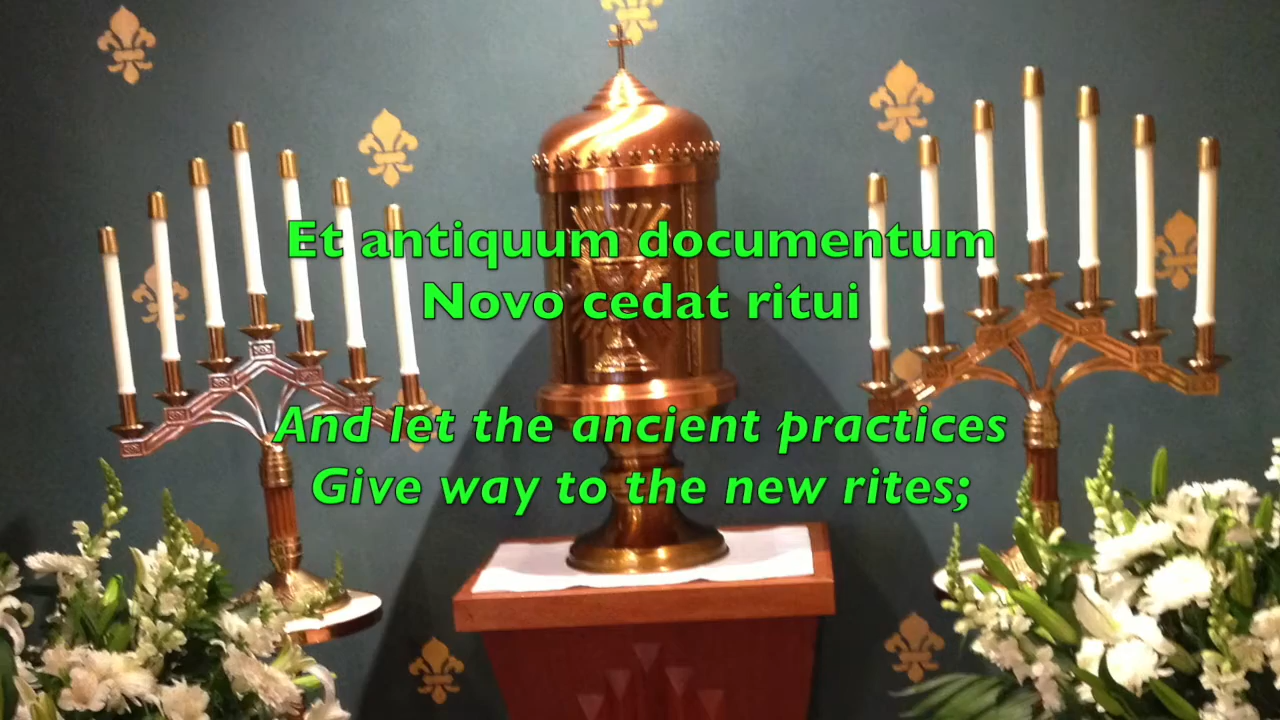 Et antiquum documentum
Novo cedat ritui
And let the ancient practices
Give way to the new rites;